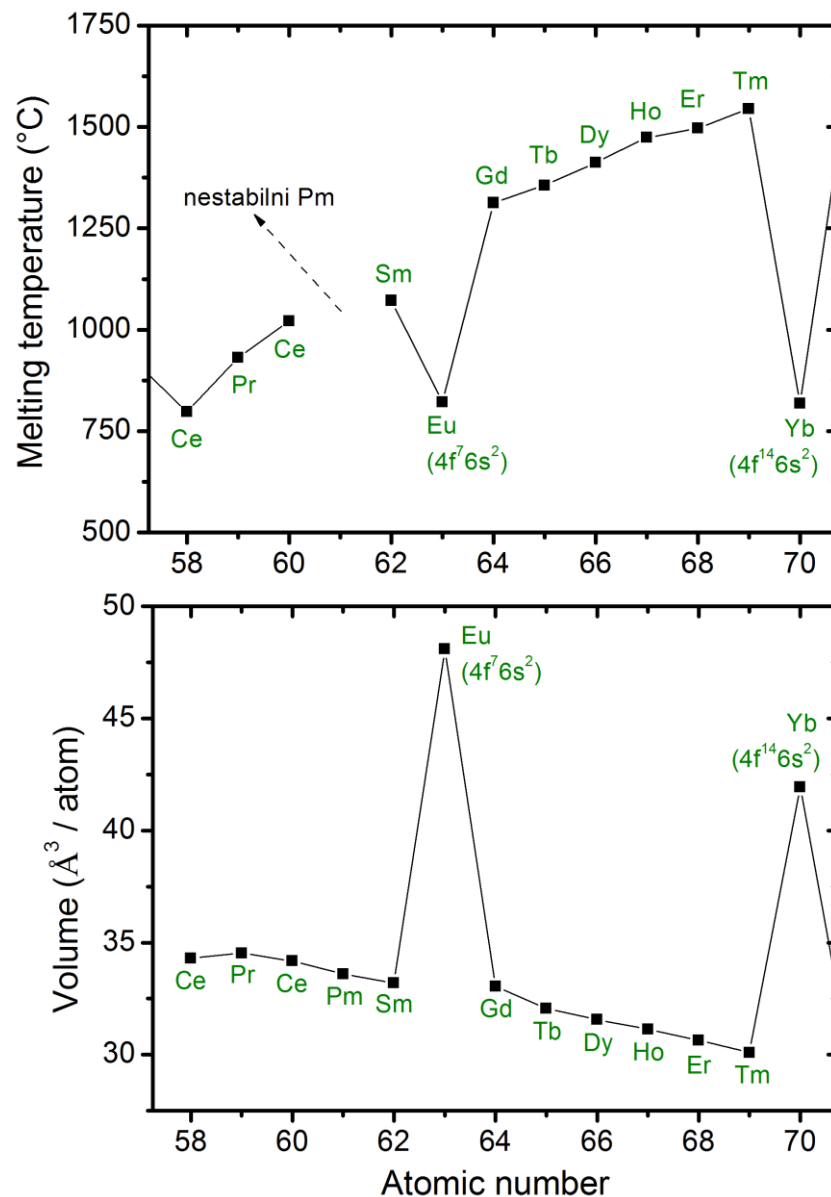 Melting temperature (°C)
1750
1500
1250
1000
750
500
nestabilni Pm
Ce
Pr
Ce
Sm
Eu
(4f⁷6s²)
Gd
Tb
Dy
Ho
Er
Tm
Yb
(4f¹⁴6s²)
58 60 62 64 66 68 70
Volume (Å³ / atom)
50
45
40
35
30
Ce
Pr
Ce
Pm
Sm
Eu
(4f⁷6s²)
Gd
Tb
Dy
Ho
Er
Tm
Yb
(4f¹⁴6s²)
58 60 62 64 66 68 70
Atomic number